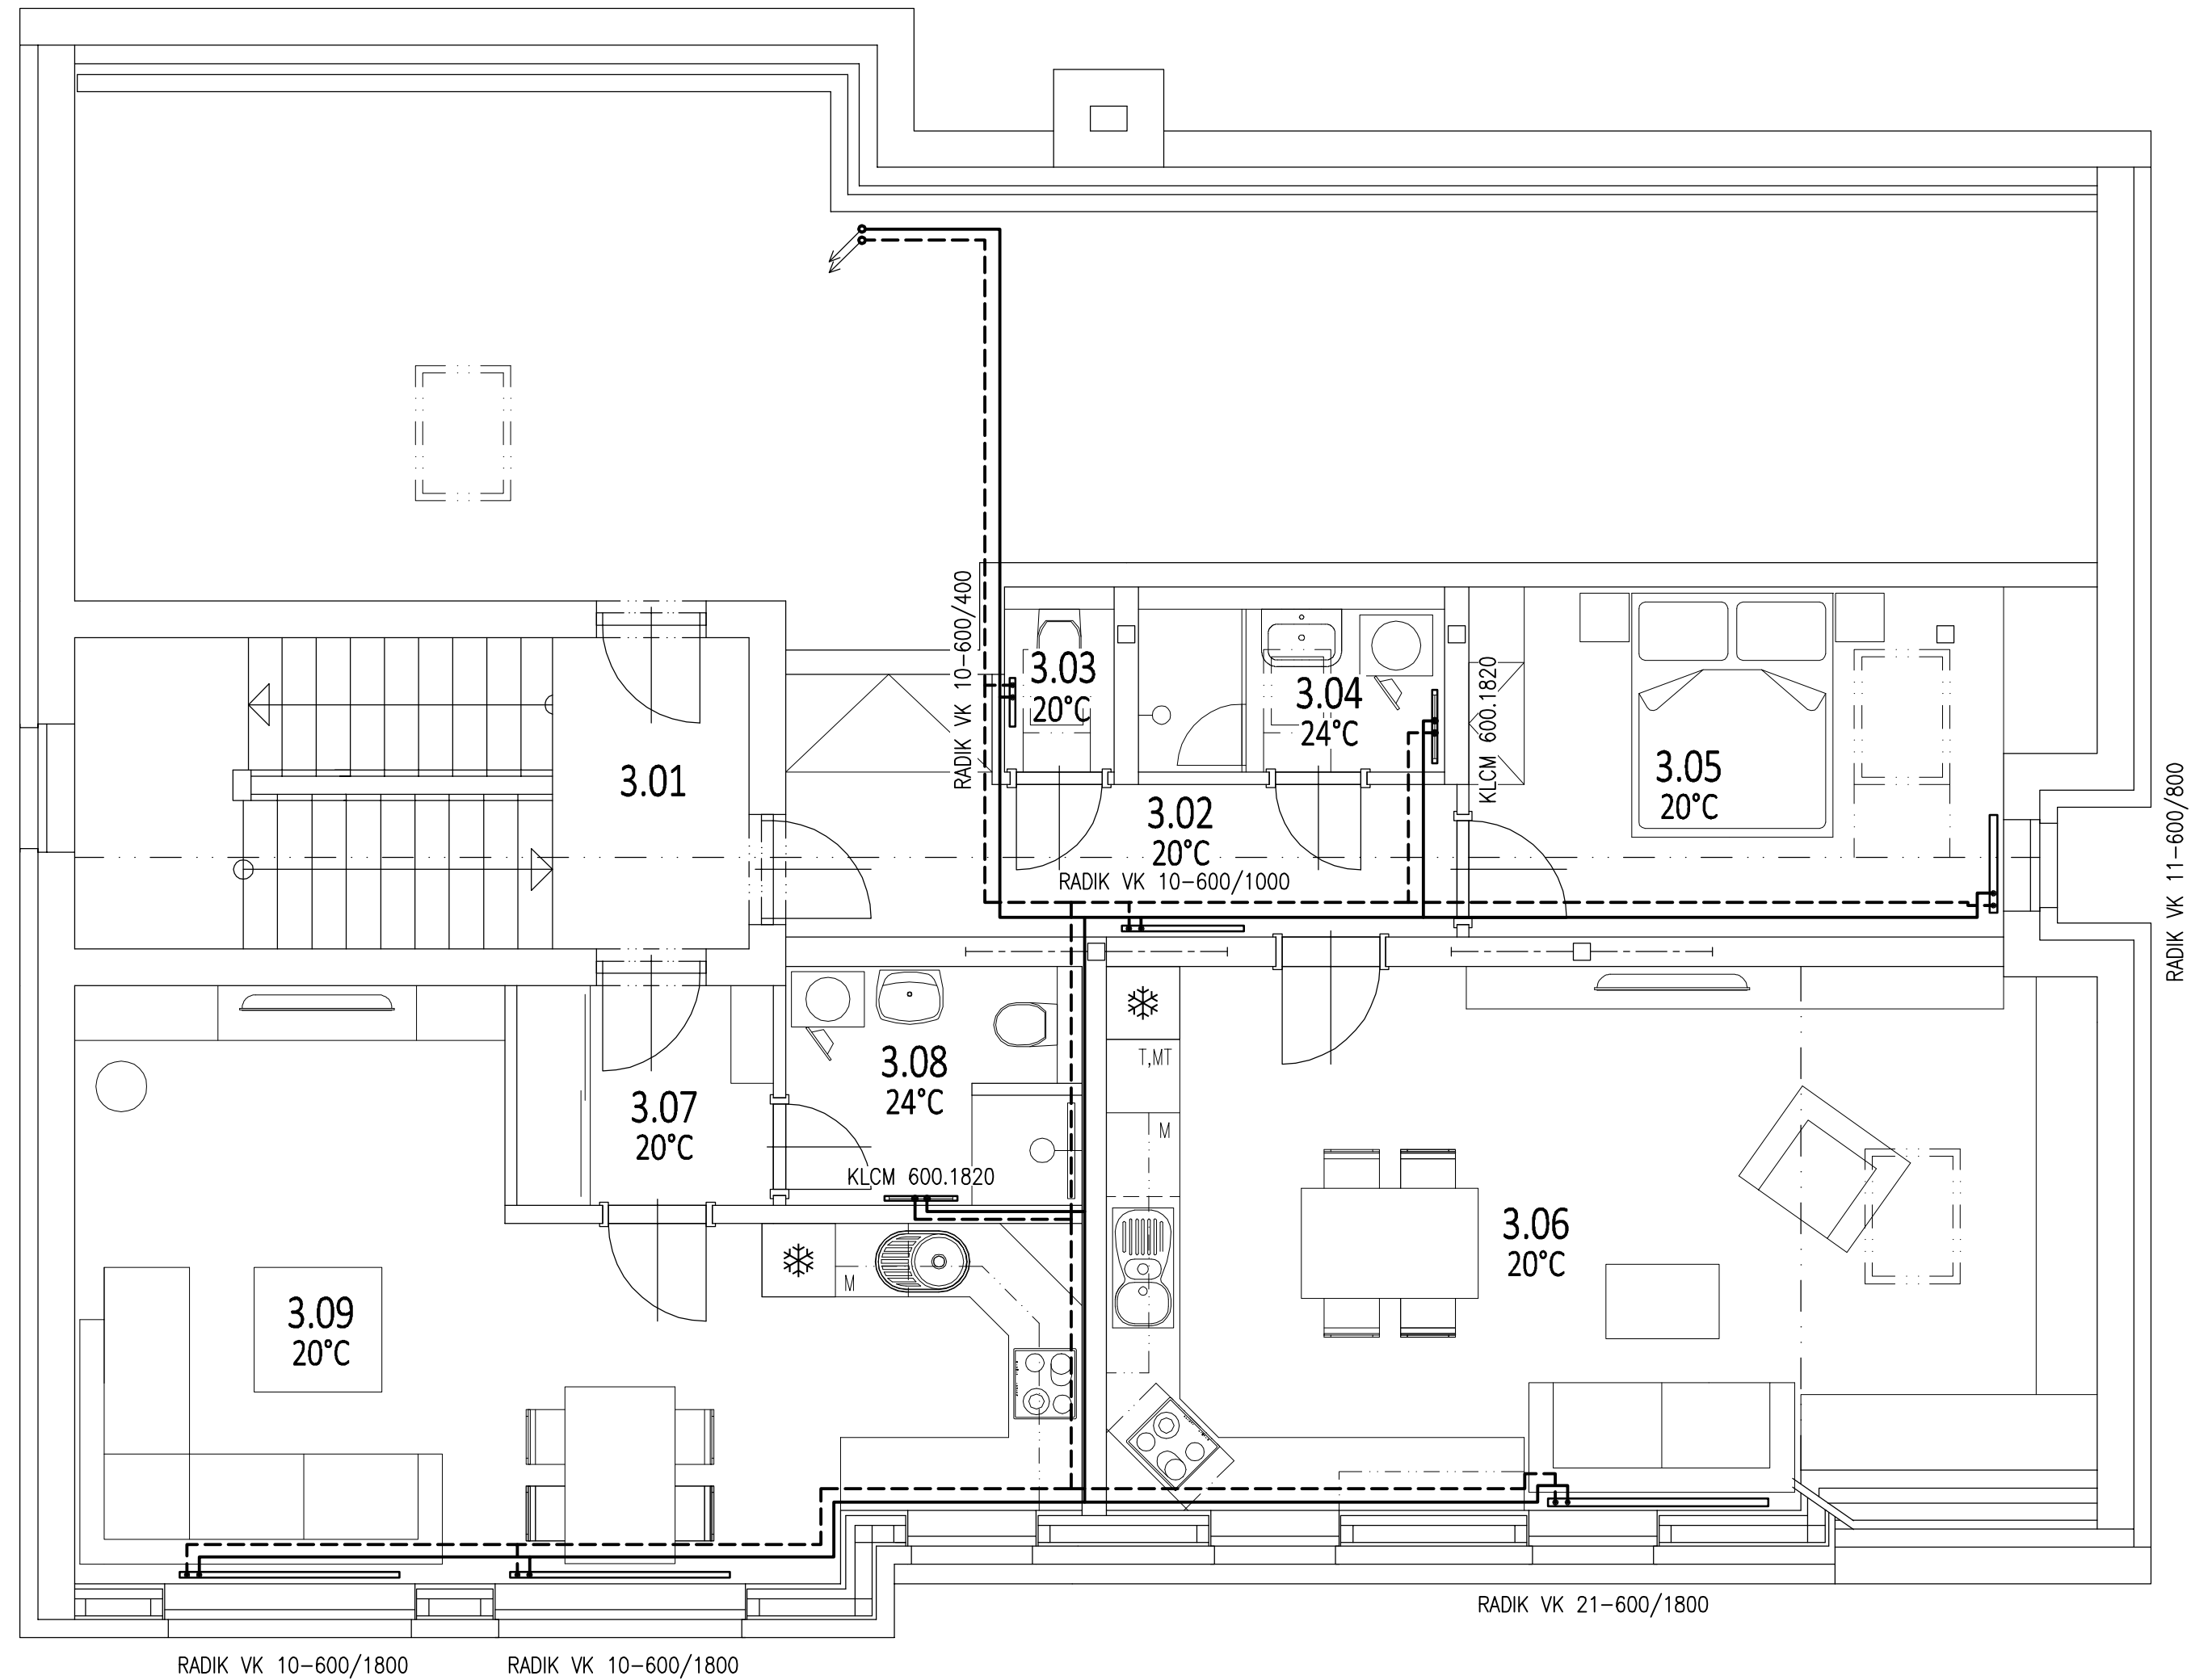 RADIK VK 10-600/400
3.03
20°C
3.04
24°C
KLCM 600.1820
3.05
20°C
RADIK VK 11-600/800
3.01
3.02
20°C
RADIK VK 10-600/1000
3.08
24°C
KLCM 600.1820
T,MT
M
3.07
20°C
3.06
20°C
M
3.09
20°C
RADIK VK 21-600/1800
RADIK VK 10-600/1800
RADIK VK 10-600/1800